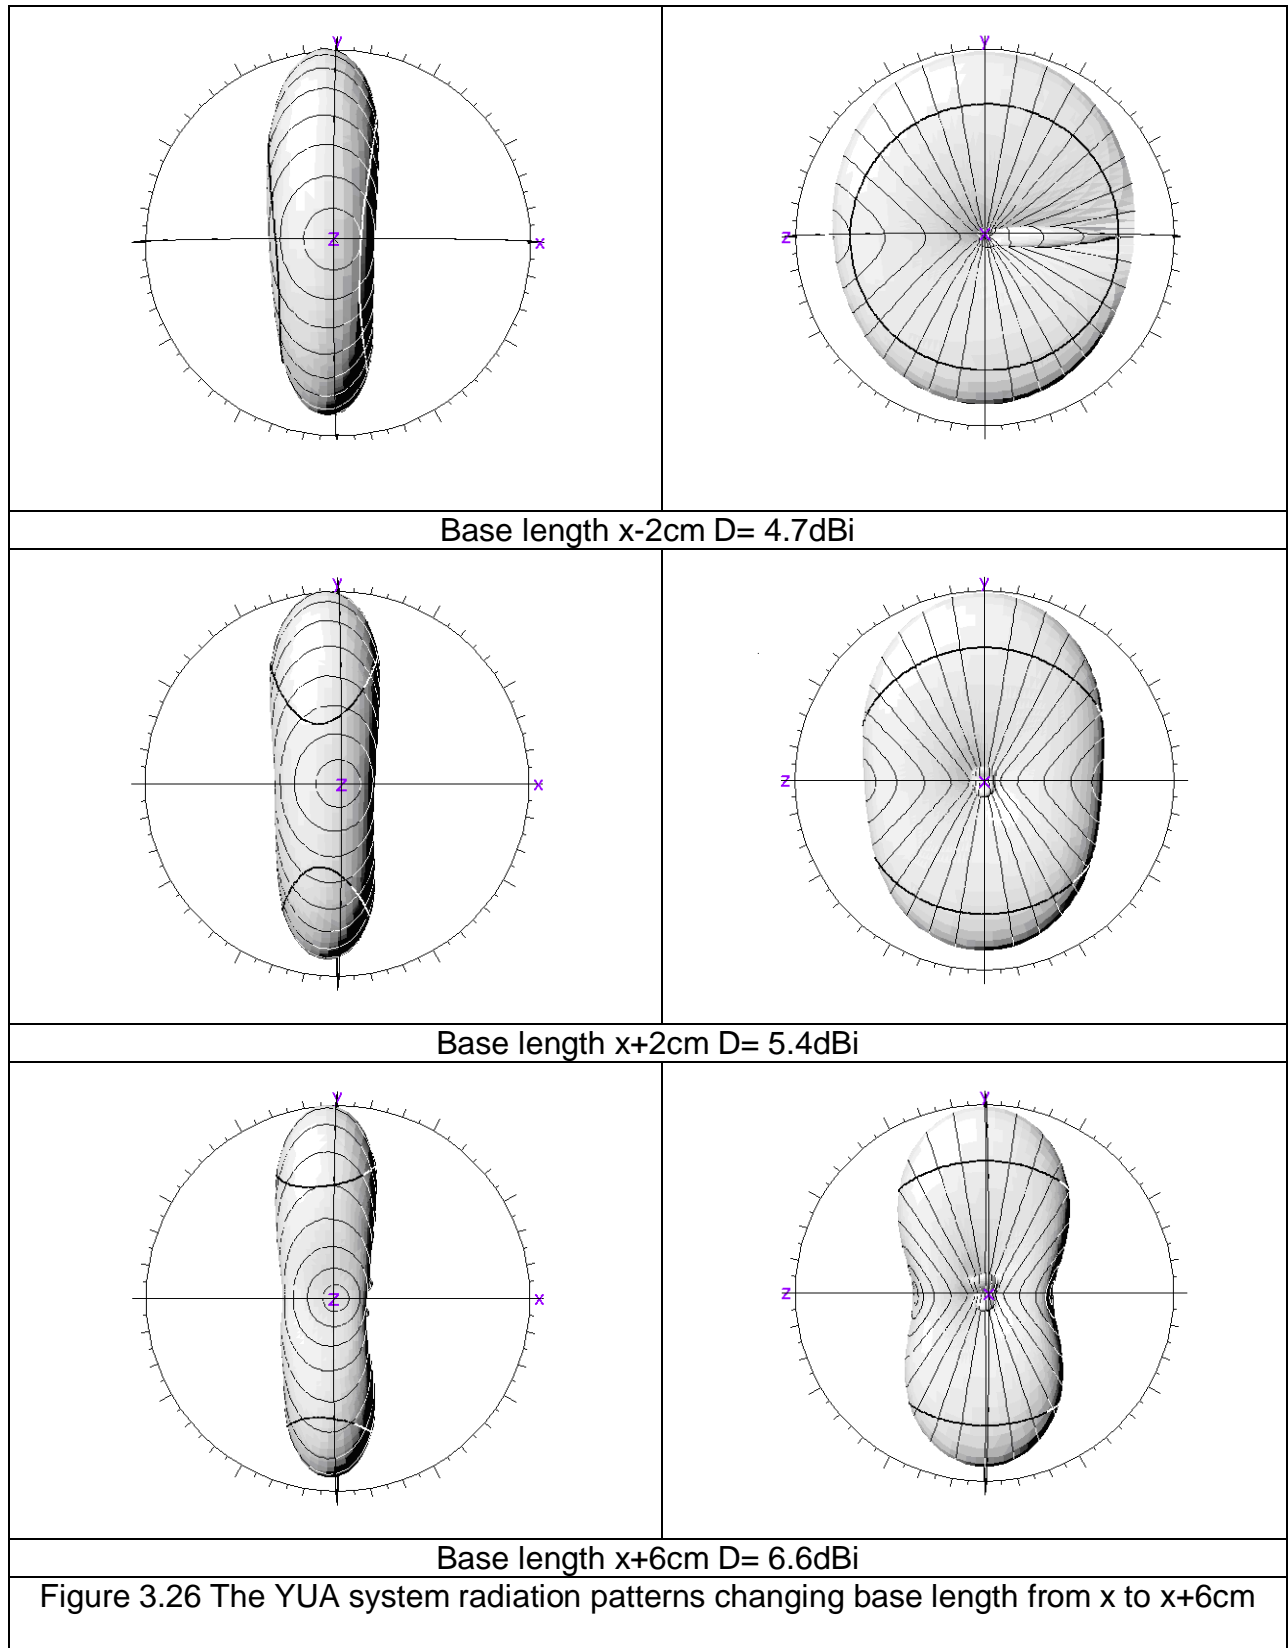 Y
Z
x
Y
Z
X
Base length x-2cm D= 4.7dBi
Y
Z
x
Y
Z
X
Base length x+2cm D= 5.4dBi
Y
Z
x
Y
Z
X
Base length x+6cm D= 6.6dBi
Figure 3.26 The YUA system radiation patterns changing base length from x to x+6cm